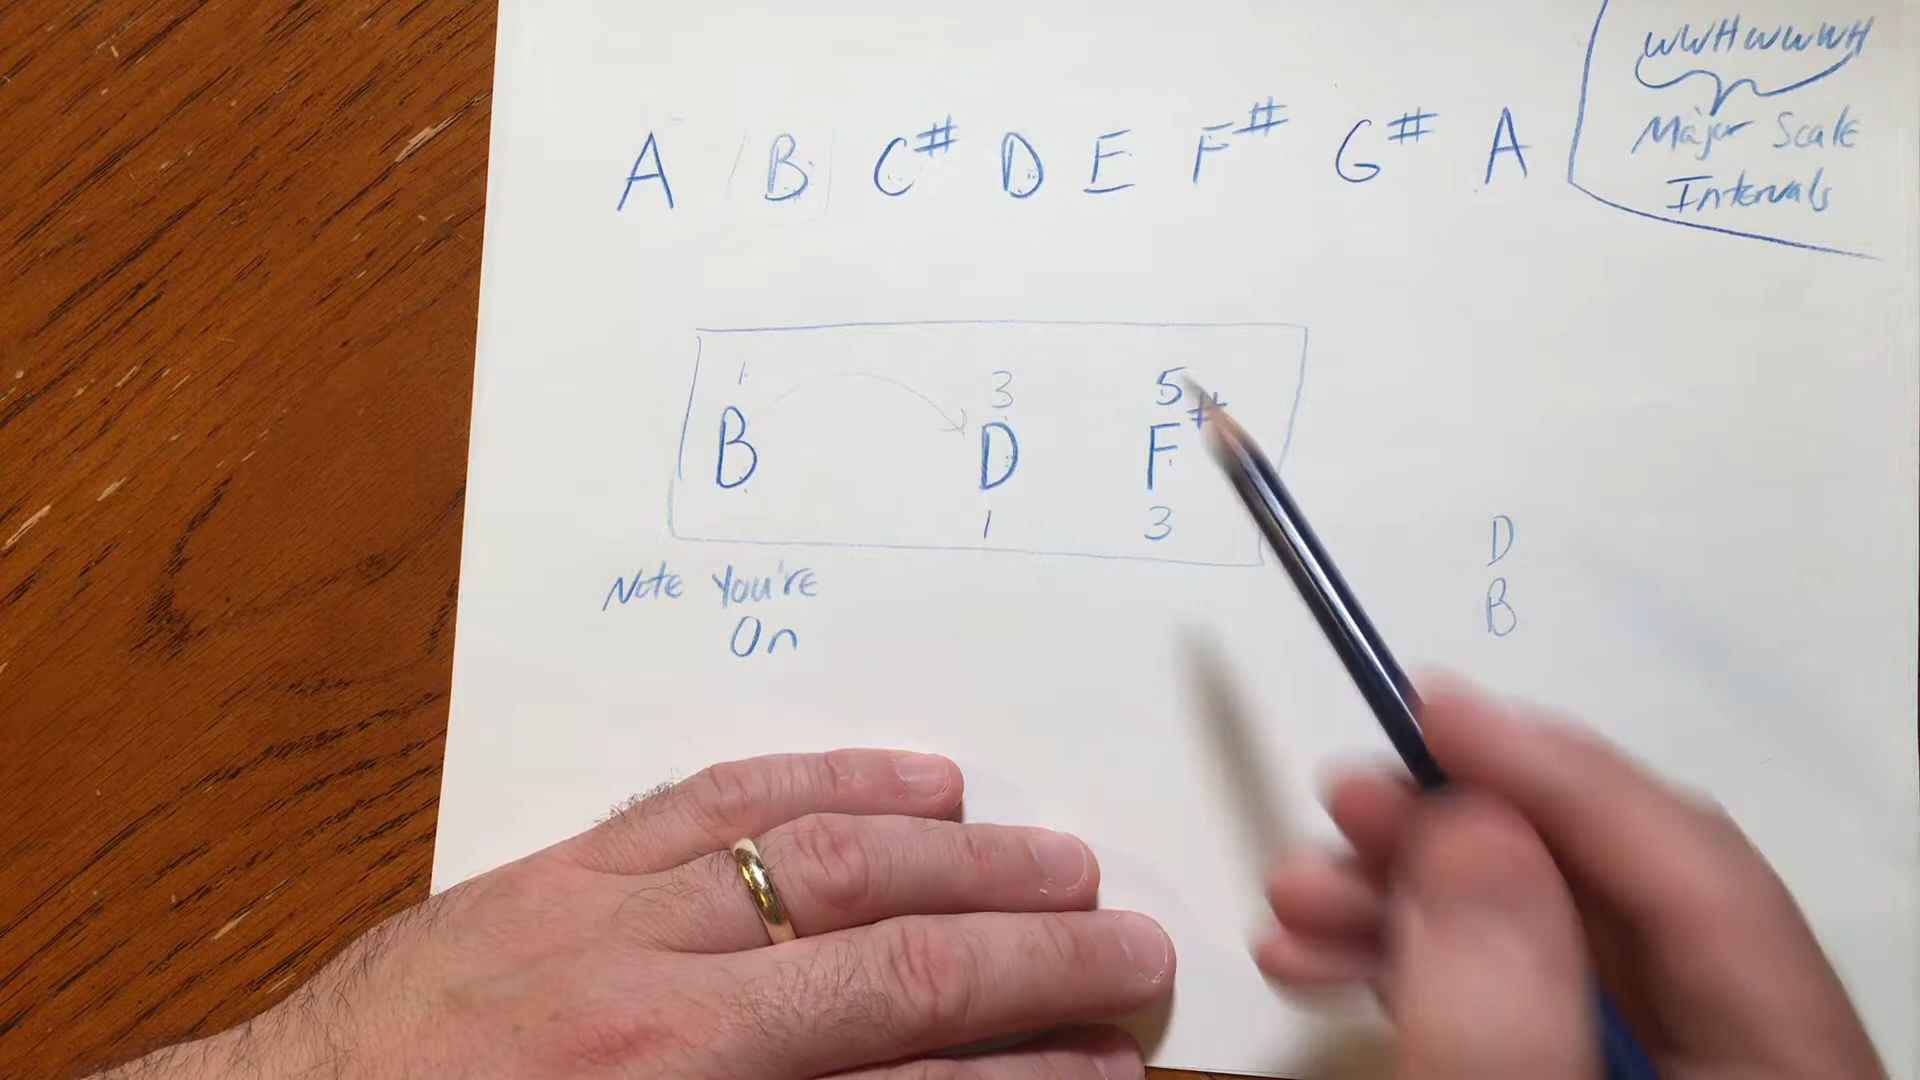 WWHWWWH
Major Scale
Intervals
A B C# D E F# G# A
1 3 5
B D F#
1 3
Note You're
On
D
B